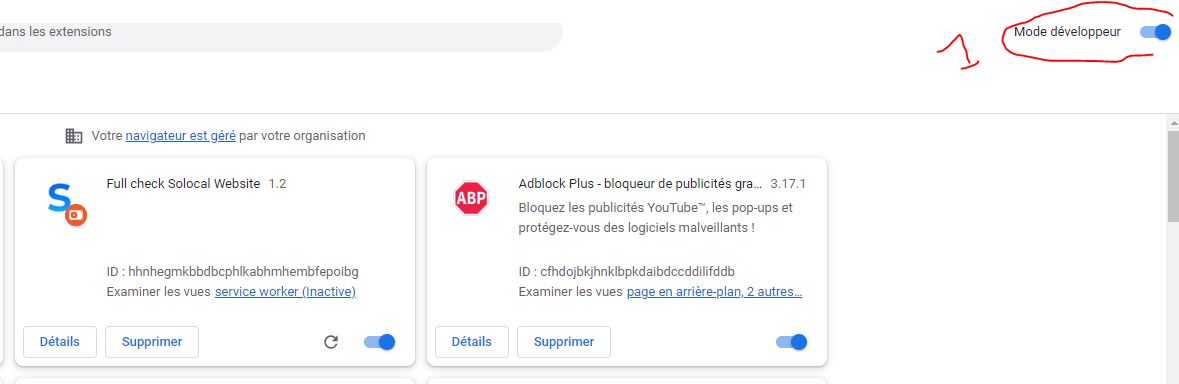 dans les extensions
Mode développeur
1
Votre navigateur est géré par votre organisation
Full check Solocal Website 1.2
S
ID : hhnhegmkbbdbcphlkabhmhembfepoibg
Examiner les vues service worker (Inactive)
Détails
Supprimer
ABP
Adblock Plus - bloqueur de publicités gra... 3.17.1
Bloquez les publicités YouTube™, les pop-ups et
protégez-vous des logiciels malveillants !
ID : cfhdojbkjhnklbpkdaibdccddilifddb
Examiner les vues page en arrière-plan, 2 autres...
Détails
Supprimer